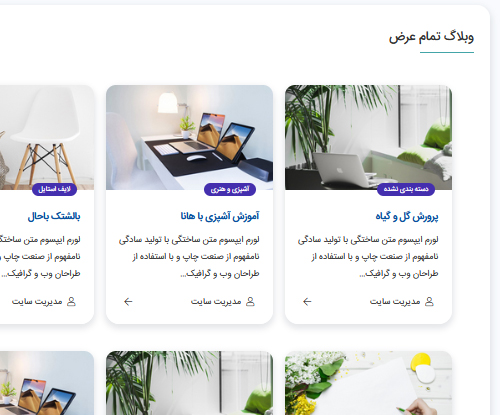 وبلاگ تمام عرض
دسته بندی نشده
پرورش گل و گیاه
لورم ایپسوم متن ساختگی با تولید سادگی
نامفهوم از صنعت چاپ و با استفاده از
طراحان وب و گرافیک...
مدیریت سایت
آشپزی و هنری
آموزش آشپزی با هانا
لورم ایپسوم متن ساختگی با تولید سادگی
نامفهوم از صنعت چاپ و با استفاده از
طراحان وب و گرافیک...
مدیریت سایت
لایف استایل
بالشتک باحال
لورم ایپسوم متن ساختگی
نامفهوم از صنعت چاپ و
طراحان وب و گرافیک...
مدیریت سایت